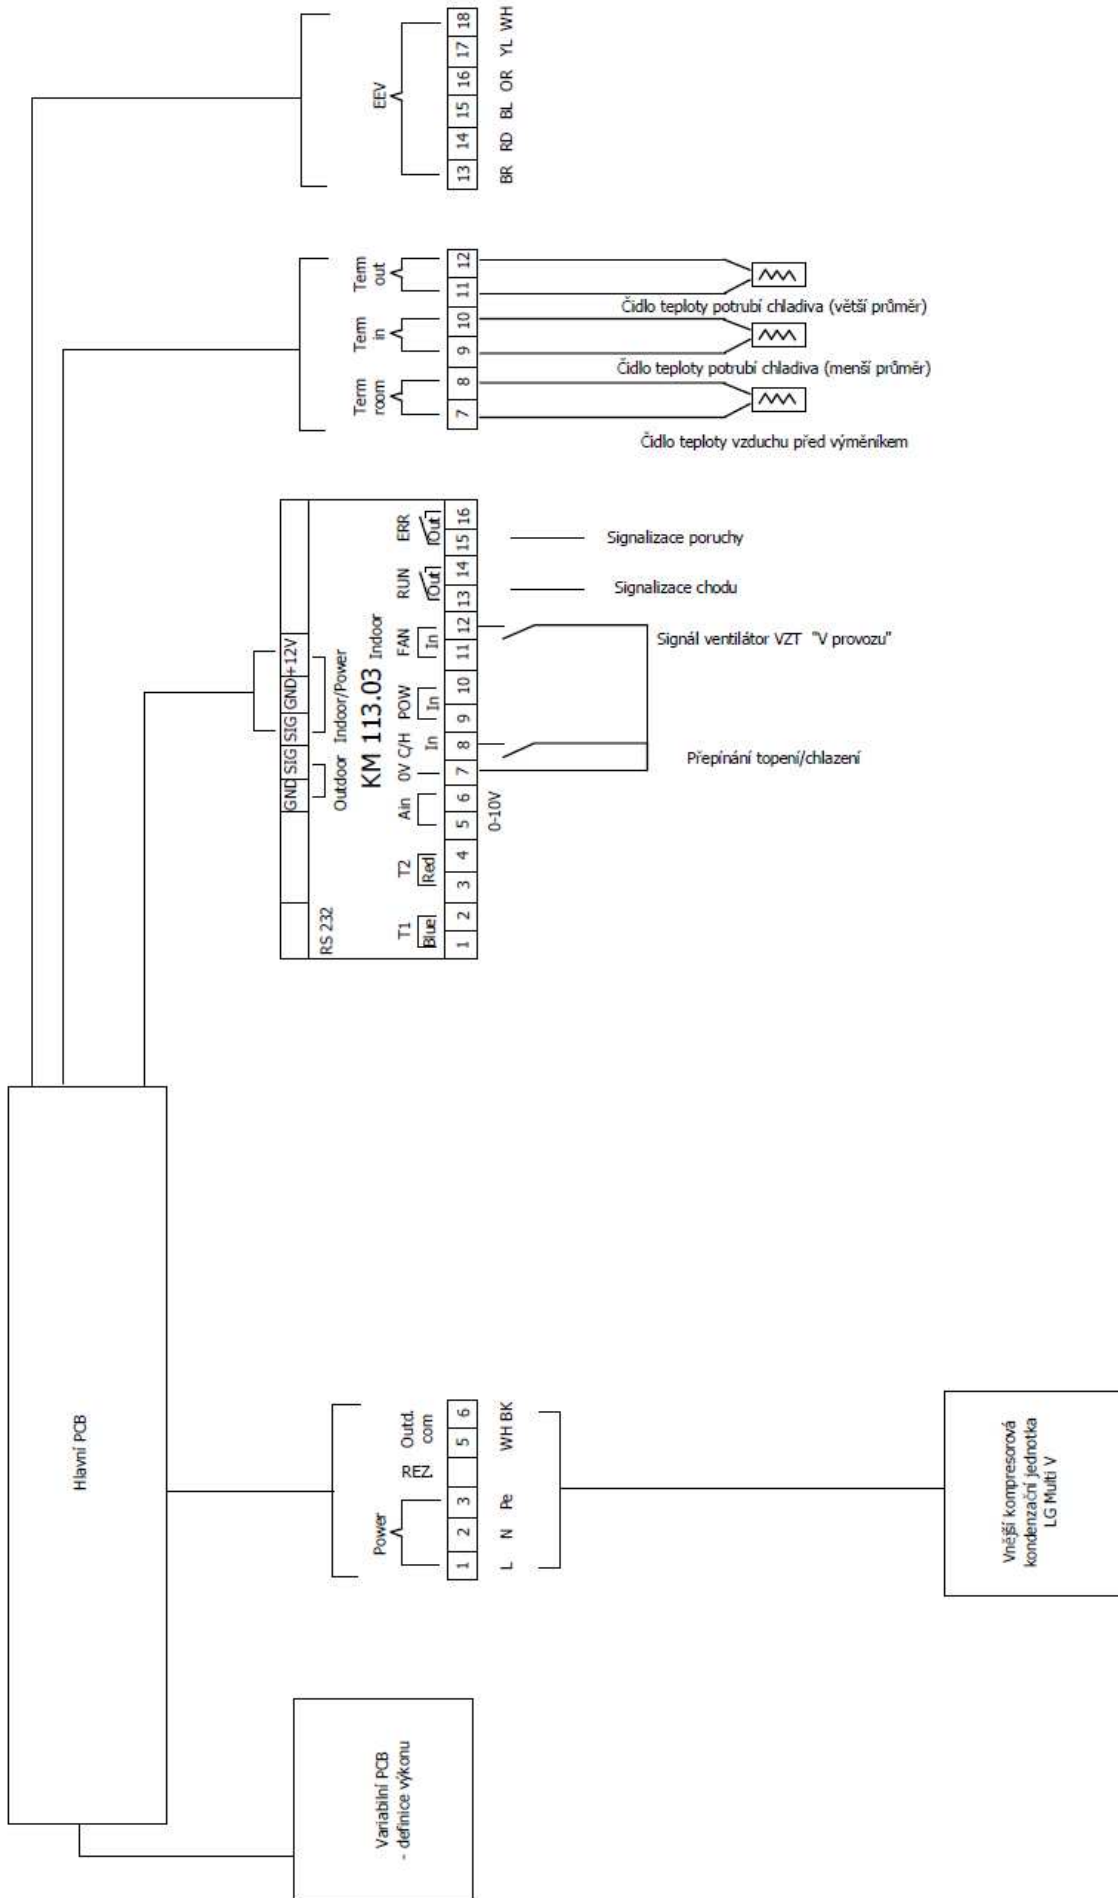 Hlavní PCB
Variabilní PCB
- definice výkonu
Power
REZ.
Outd.
com
1 2 3 5 6
L N Pe WH BK
Vnější kompresorová
kondenzační jednotka
LG Multi V
GND SIG SIG GND +12V
RS 232
Outdoor Indoor/Power
KM 113.03 Indoor
T1 T2 Ain 0V C/H POW FAN RUN ERR
Blue Red In In In Out Out
1 2 3 4 5 6 7 8 9 10 11 12 13 14 15 16
0-10V
Přepínání topení/chlazení
Signál ventilátor VZT "V provozu"
Signalizace chodu
Signalizace poruchy
Term
room
Term
in
Term
out
7 8 9 10 11 12
Čidlo teploty vzduchu před výměníkem
Čidlo teploty potrubí chladiva (menší průměr)
Čidlo teploty potrubí chladiva (větší průměr)
EEV
13 14 15 16 17 18
BR RD BL OR YL WH